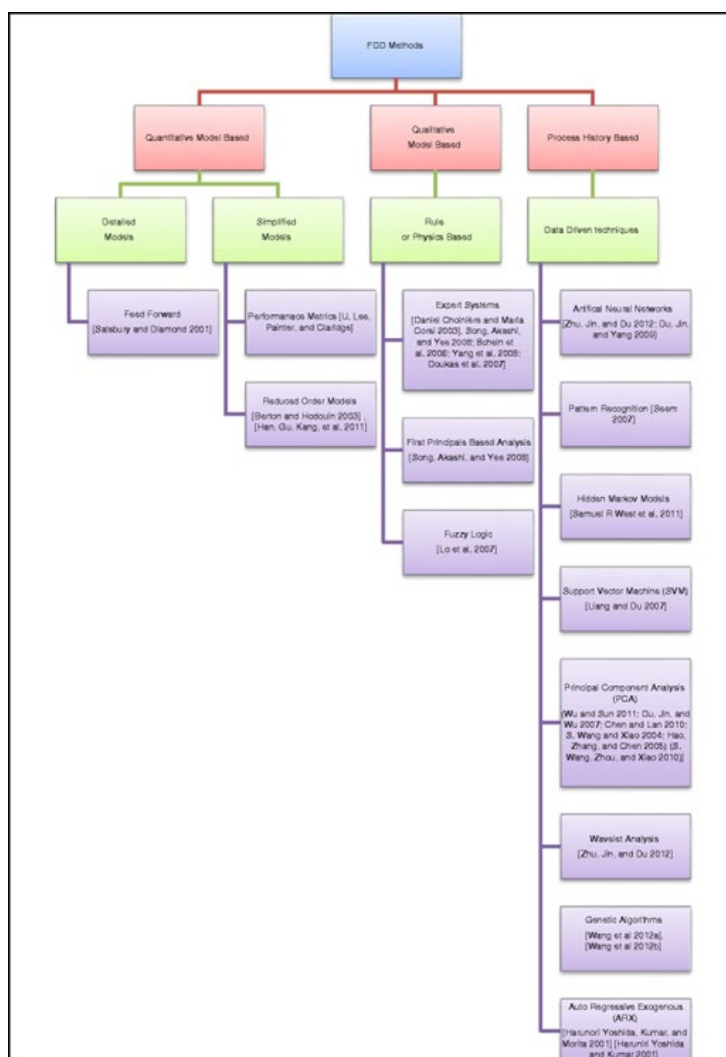 FDD Methods
Quantitative Model Based
Qualitative
Model Based
Process History Based
Detailed
Models
Simplified
Models
Rule
or Physics Based
Data Driven techniques
Feed Forward
[Salsbury and Diamond 2001]
Performances Metrics [U, Lee,
Painter, and Claridge]
Reduced Order Models
[Berton and Hodouin 2003] ,
[Han, Gu, Kang, et al, 2011]
Expert Systems
[Daniel Choinière and Maria
Corsi 2003], Song, Akashi,
and Yee 2008; Schein et
al, 2006; Yang et al, 2008;
Doukas et al, 2007]
First Principals Based Analysis
[Song, Akashi, and Yee 2008]
Fuzzy Logic
[Lo et al, 2007]
Artifical Neural Networks
[Zhu, Jin, and Du 2012; Du, Jin,
and Yang 2009]
Pattern Recognition [Seem
2007]
Hidden Markov Models
[Samuel R West et al, 2011]
Support Vector Machine (SVM)
[Liang and Du 2007]
Principal Component Analysis
(PCA)
(Wu and Sun 2011; Du, Jin, and
Wu 2007; Chen and Lan 2010;
S. Wang and Xiao 2004; Hao,
Zhang, and Chen 2005) (S.
Wang, Zhou, and Xiao 2010)]
Wavelet Analysis
[Zhu, Jin, and Du 2012]
Genetic Algorithms
[Wang et al 2012a],
[Wang et al 2012b]
Auto Regressive Exogenous
(ARX)
[Harunori Yoshida, Kumar, and
Morita 2001] [Haruniri Yoshida
and Kumar 2001]